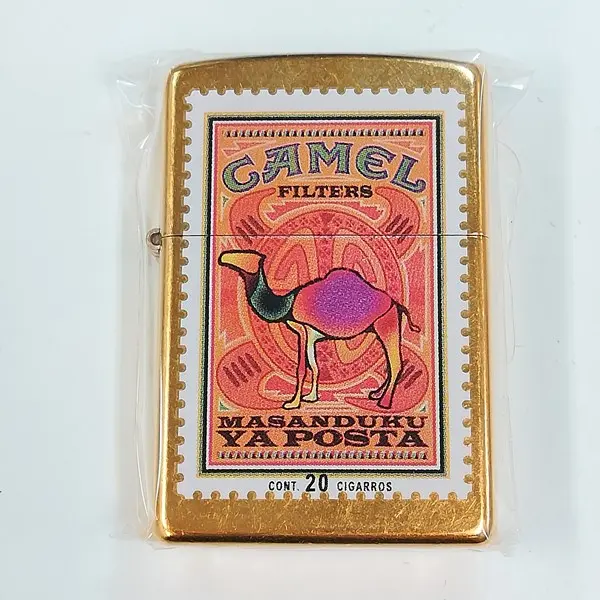 CAMEL
FILTERS
MASANDUKU
YA POSTA
CONT. 20 CIGARROS